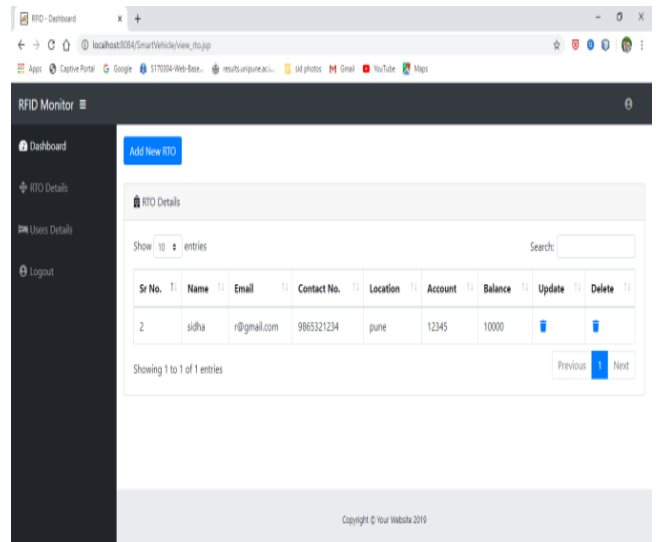 RFID - Dashboard
localhost:8084/SmartVehicle/view_rto.jsp
Apps Captive Portal Google S170304-Web-Base... results.unipune.ac.i... sid photos Gmail YouTube Maps
RFID Monitor
Dashboard
RTO Details
Users Details
Logout
Add New RTO
RTO Details
Show 10 entries
Search:
Sr No. Name Email Contact No. Location Account Balance Update Delete
2 sidha r@gmail.com 9865321234 pune 12345 10000
Showing 1 to 1 of 1 entries
Previous 1 Next
Copyright © Your Website 2019